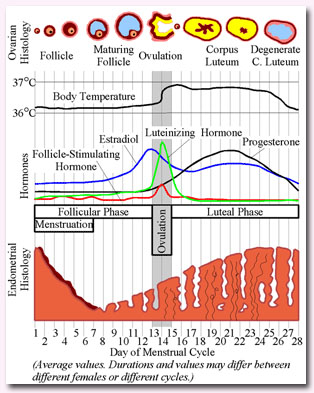 Ovarian
Histology
Follicle
Maturing
Follicle
Ovulation
Corpus
Luteum
Degenerate
C. Luteum
37°C
36°C
Body Temperature
Hormones
Estradiol
Luteinizing Hormone
Follicle-Stimulating
Hormone
Progesterone
Follicular Phase
Luteal Phase
Menstruation
Ovulation
Endometrial
Histology
1 3 5 7 9 11 13 15 17 19 21 23 25 27
2 4 6 8 10 12 14 16 18 20 22 24 26 28
Day of Menstrual Cycle
(Average values. Durations and values may differ between
different females or different cycles.)